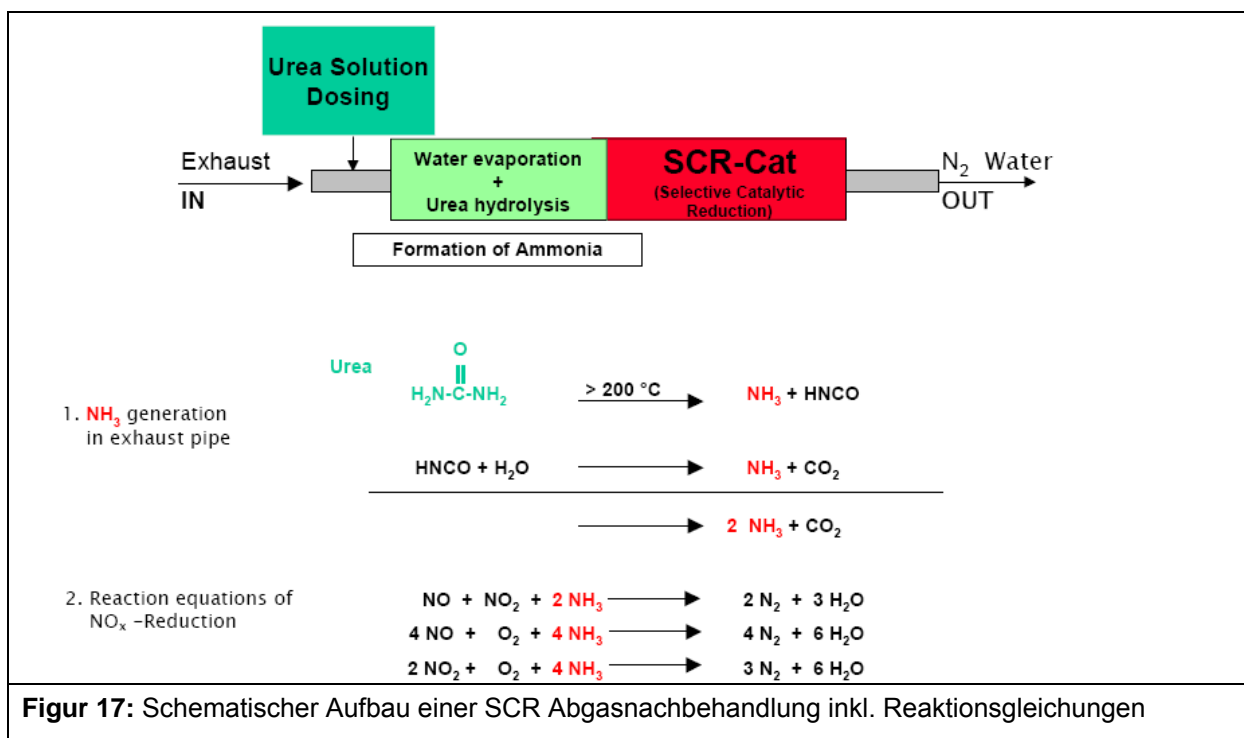 Urea Solution
Dosing
Exhaust
IN
Water evaporation
+
Urea hydrolysis
SCR-Cat
(Selective Catalytic
Reduction)
N₂ Water
OUT
Formation of Ammonia
Urea
O
H₂N-C-NH₂
> 200 °C
NH₃ + HNCO
1. NH₃ generation
in exhaust pipe
HNCO + H₂O
NH₃ + CO₂
2 NH₃ + CO₂
2. Reaction equations of
NOₓ -Reduction
NO + NO₂ + 2 NH₃ 2 N₂ + 3 H₂O
4 NO + O₂ + 4 NH₃ 4 N₂ + 6 H₂O
2 NO₂ + O₂ + 4 NH₃ 3 N₂ + 6 H₂O
Figur 17: Schematischer Aufbau einer SCR Abgasnachbehandlung inkl. Reaktionsgleichungen